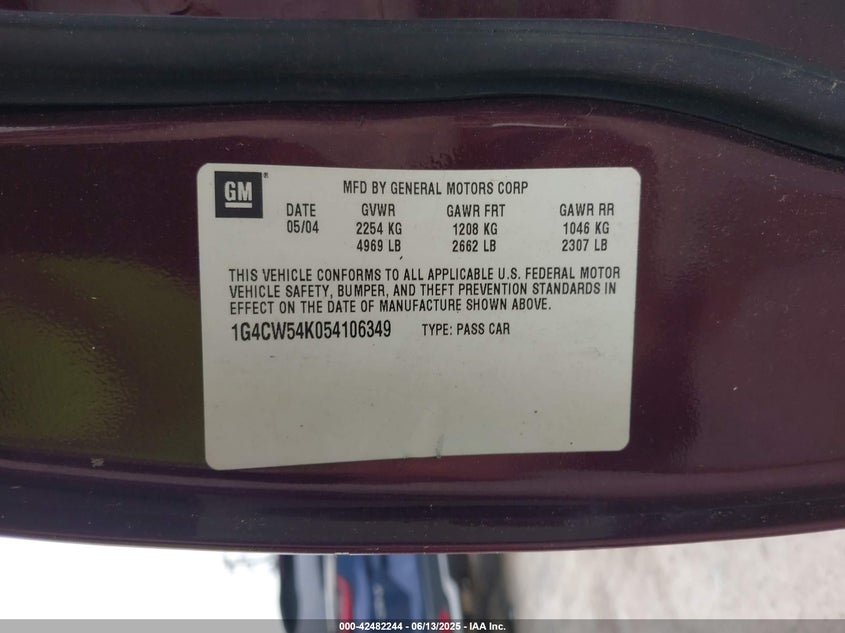 GM®
MFD BY GENERAL MOTORS CORP
DATE GVWR GAWR FRT GAWR RR
05/04 2254 KG 1208 KG 1046 KG
4969 LB 2662 LB 2307 LB
THIS VEHICLE CONFORMS TO ALL APPLICABLE U.S. FEDERAL MOTOR
VEHICLE SAFETY, BUMPER, AND THEFT PREVENTION STANDARDS IN
EFFECT ON THE DATE OF MANUFACTURE SHOWN ABOVE.
1G4CW54K054106349 TYPE: PASS CAR
000-42482244 - 06/13/2025 - IAA Inc.